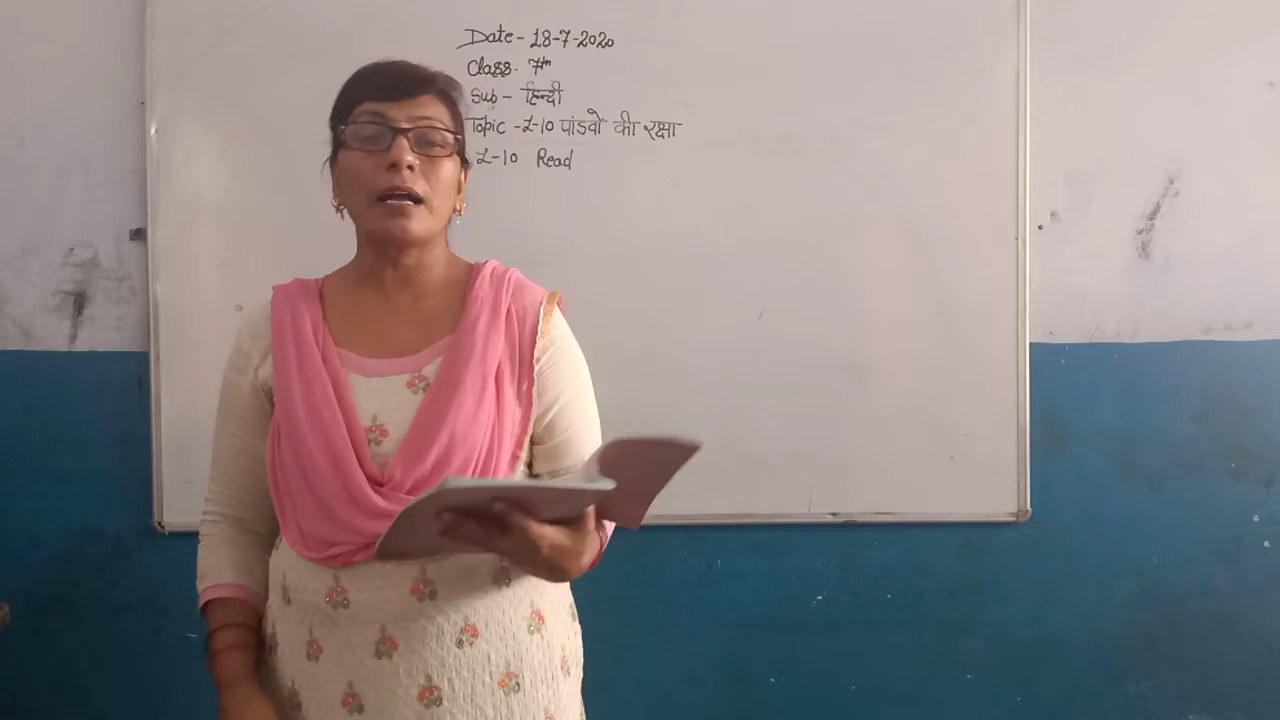 Date - 18-7-2020
Class. 7th
Sub - हिन्दी
Topic - L-10 पांडवों की रक्षा
L-10 Read